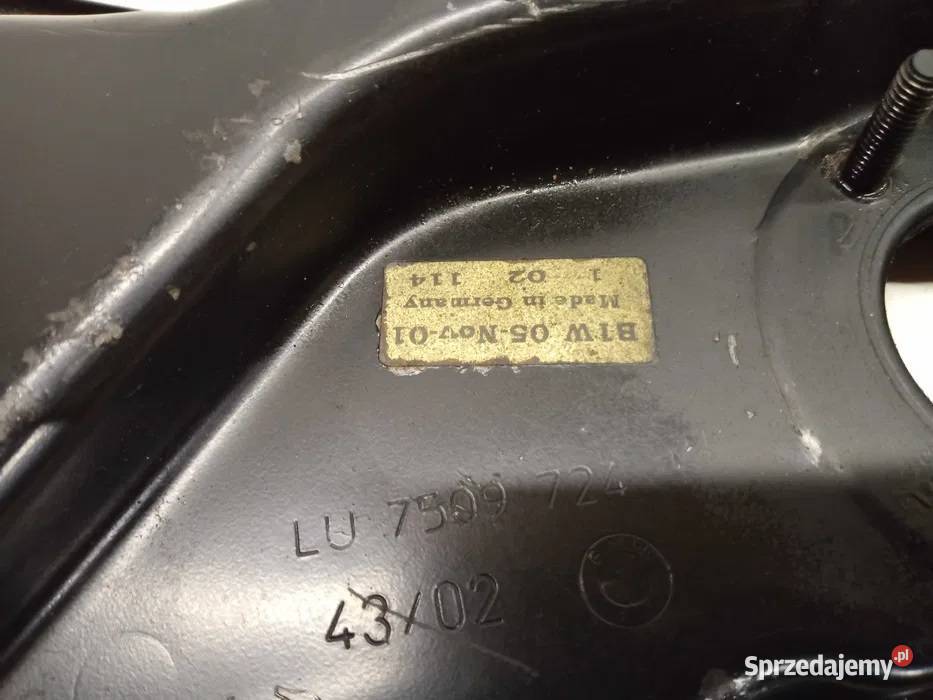 B1W 05-Nov-01
Made in Germany
1 02 114
LU 7509 724
43/02
Sprzedajemy.pl